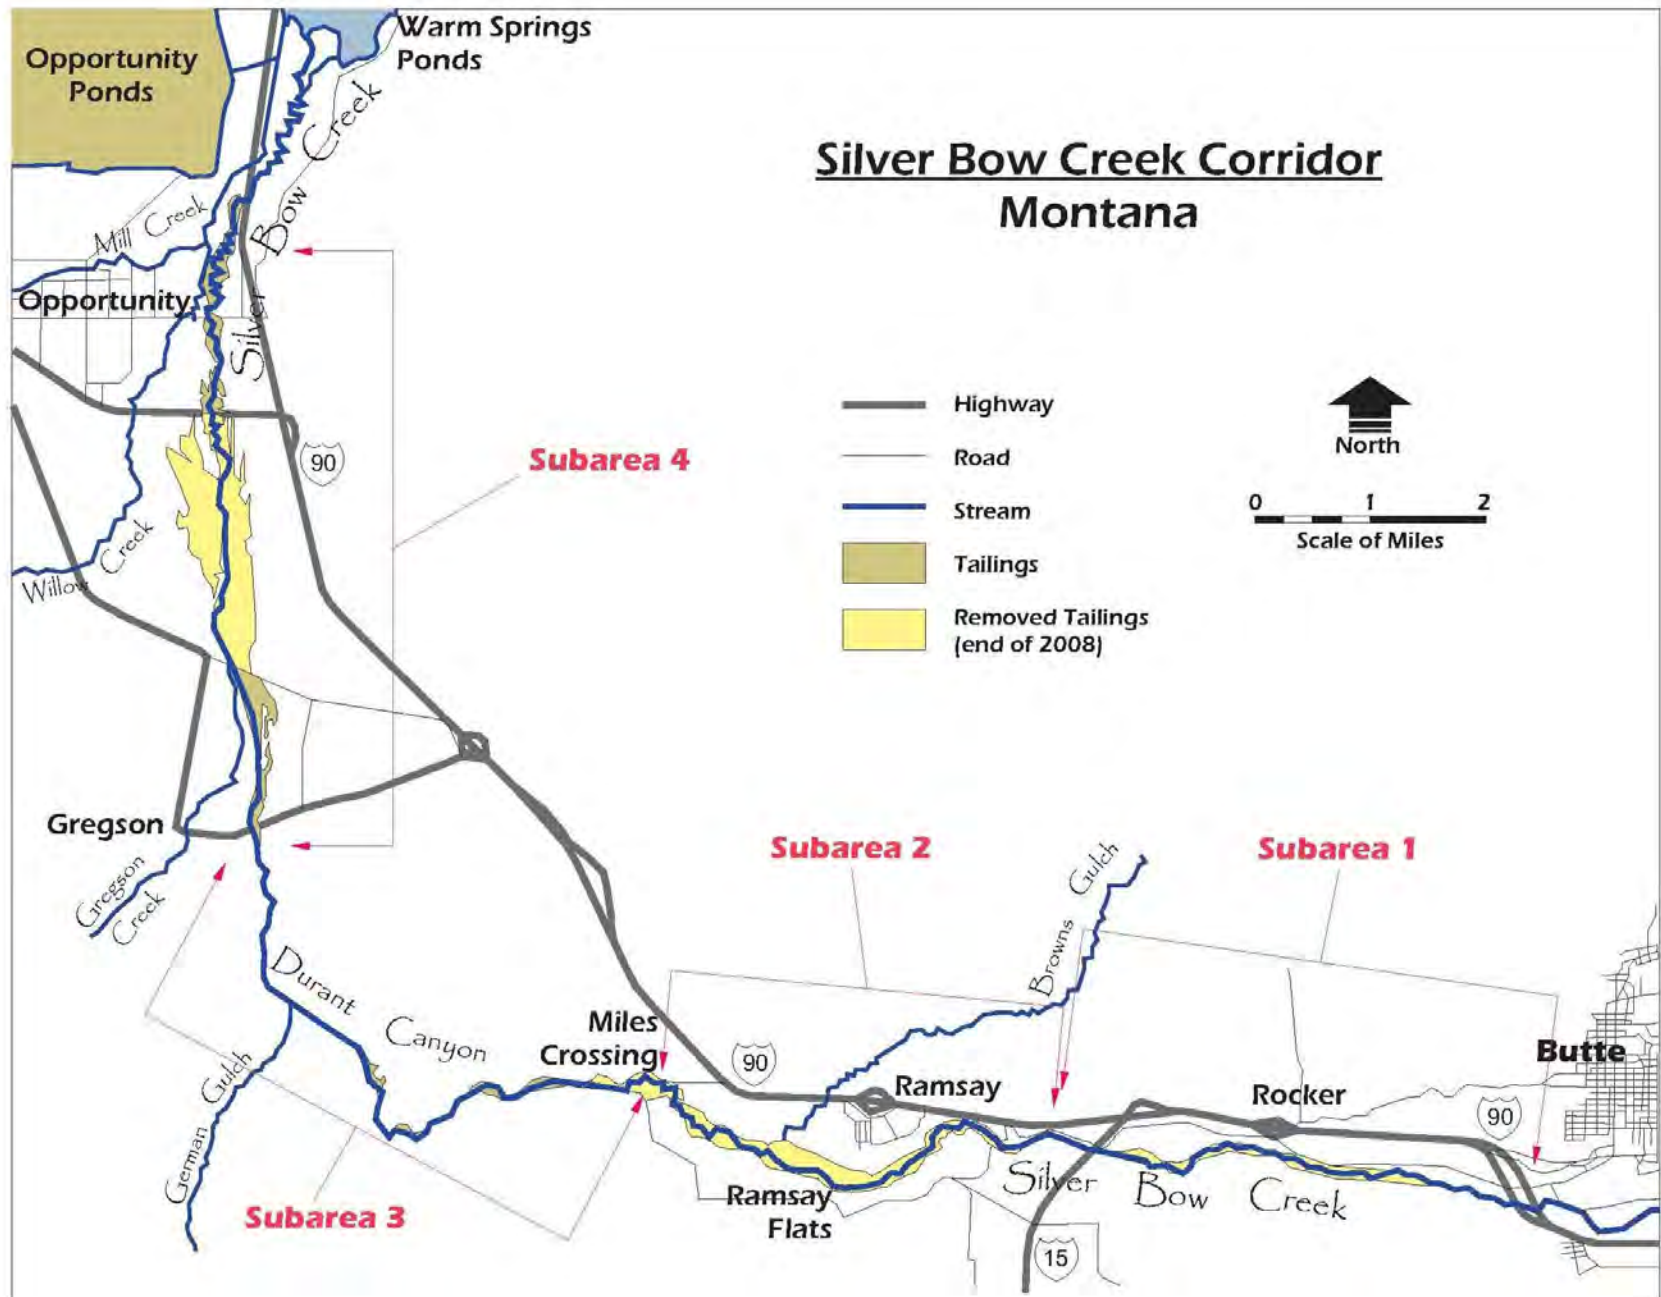 Opportunity
Ponds
Warm Springs
Ponds
Silver Bow Creek Corridor
Montana
Mill Creek
Silver Bow Creek
Opportunity
90
Subarea 4
Willow Creek
Highway
Road
Stream
Tailings
Removed Tailings
(end of 2008)
North
0 1 2
Scale of Miles
Gregson
Gregson
Creek
Subarea 2
Subarea 1
Browns Gulch
Durant Canyon
Miles
Crossing
90
Ramsay
Rocker
90
Butte
German Gulch
Subarea 3
Ramsay
Flats
Silver Bow Creek
15